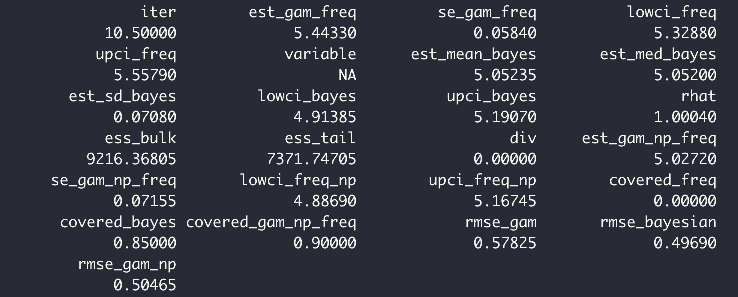 iter est_gam_freq se_gam_freq lowci_freq
10.50000 5.44330 0.05840 5.32880
upci_freq variable est_mean_bayes est_med_bayes
5.55790 NA 5.05235 5.05200
est_sd_bayes lowci_bayes upci_bayes rhat
0.07080 4.91385 5.19070 1.00040
ess_bulk ess_tail div est_gam_np_freq
9216.36805 7371.74705 0.00000 5.02720
se_gam_np_freq lowci_freq_np upci_freq_np covered_freq
0.07155 4.88690 5.16745 0.00000
covered_bayes covered_gam_np_freq rmse_gam rmse_bayesian
0.85000 0.90000 0.57825 0.49690
rmse_gam_np
0.50465